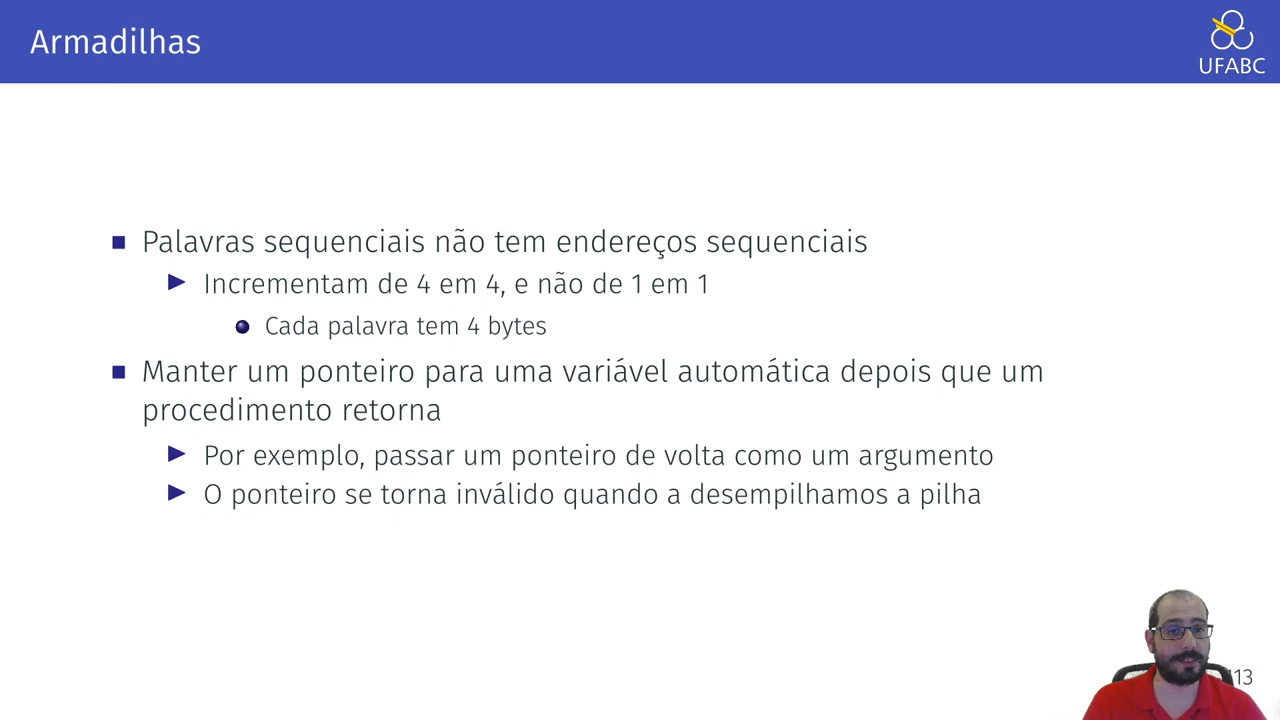 Armadilhas
UFABC
Palavras sequenciais não tem endereços sequenciais
Incrementam de 4 em 4, e não de 1 em 1
Cada palavra tem 4 bytes
Manter um ponteiro para uma variável automática depois que um
procedimento retorna
Por exemplo, passar um ponteiro de volta como um argumento
O ponteiro se torna inválido quando a desempilhamos a pilha